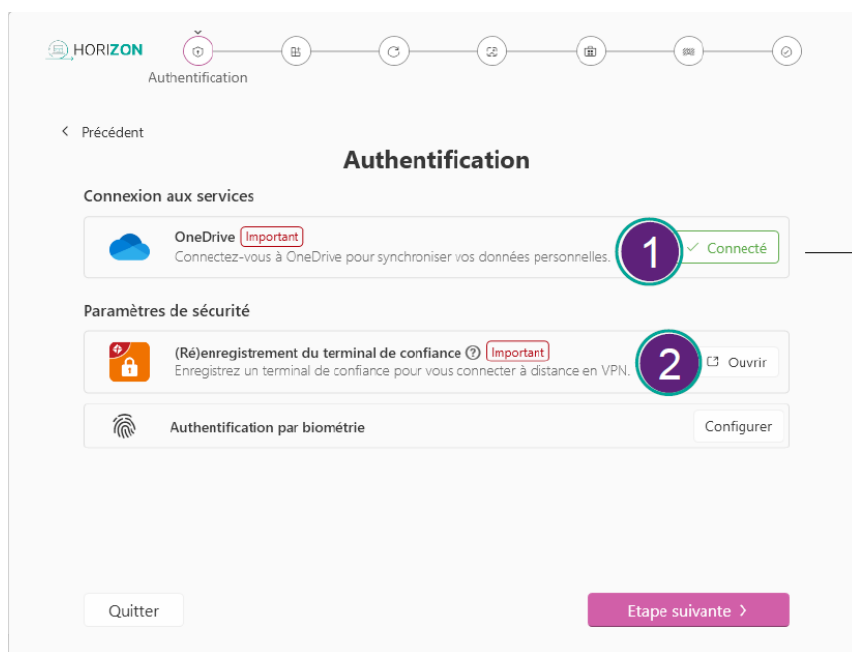 HORIZON
Authentification
Précédent
Authentification
Connexion aux services
OneDrive Important
Connectez-vous à OneDrive pour synchroniser vos données personnelles.
1
Connecté
Paramètres de sécurité
(Ré)enregistrement du terminal de confiance ? Important
Enregistrez un terminal de confiance pour vous connecter à distance en VPN.
2
Ouvrir
Authentification par biométrie
Configurer
Quitter
Etape suivante